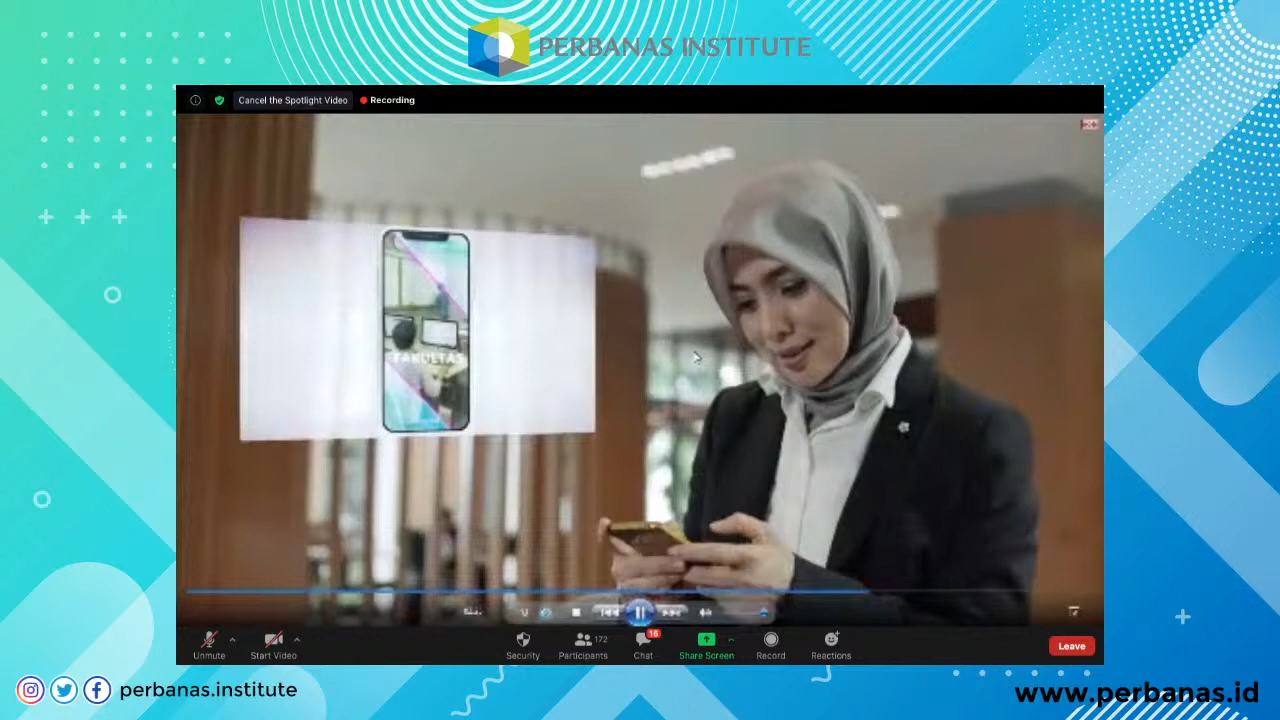 PERBANAS INSTITUTE
Cancel the Spotlight Video
Recording
FAKULTAS
Unmute
Start Video
Security
Participants
172
Chat
16
Share Screen
Record
Reactions
Leave
perbanas.institute
www.perbanas.id